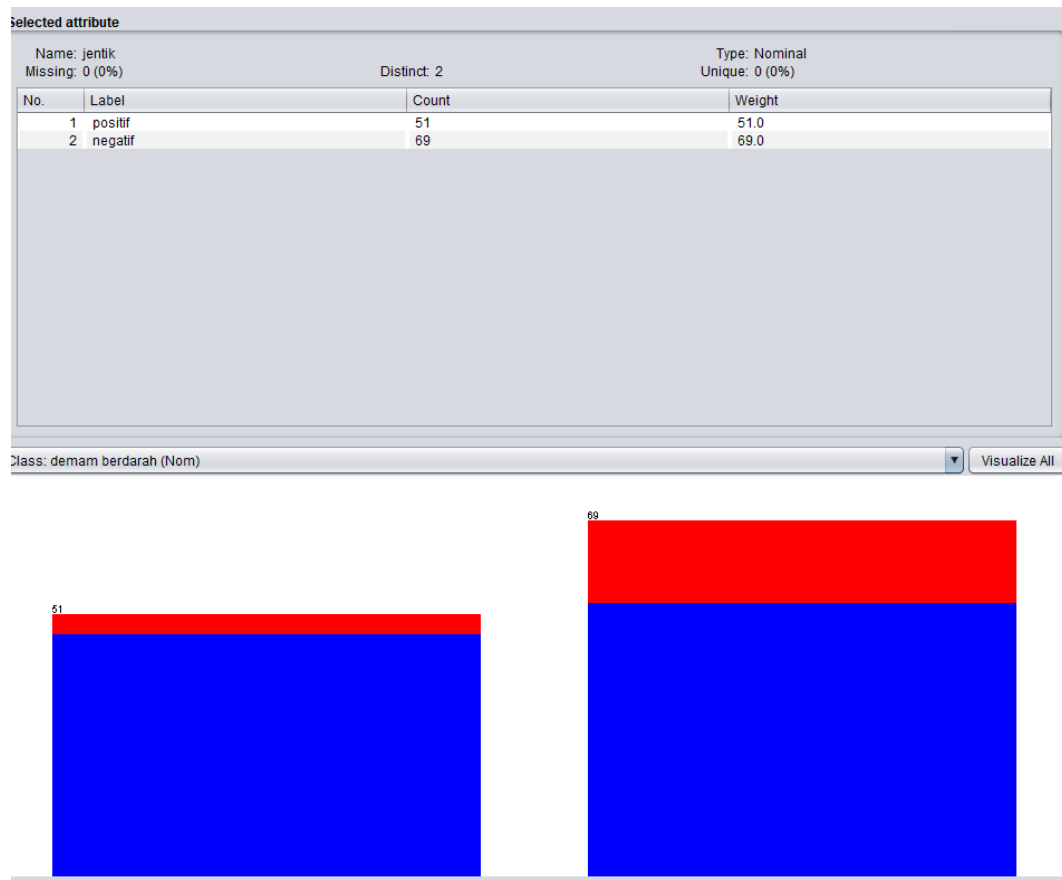 Selected attribute
Name: jentik Type: Nominal
Missing: 0 (0%) Distinct: 2 Unique: 0 (0%)
No. Label Count Weight
1 positif 51 51.0
2 negatif 69 69.0
Class: demam berdarah (Nom) Visualize All
69
51